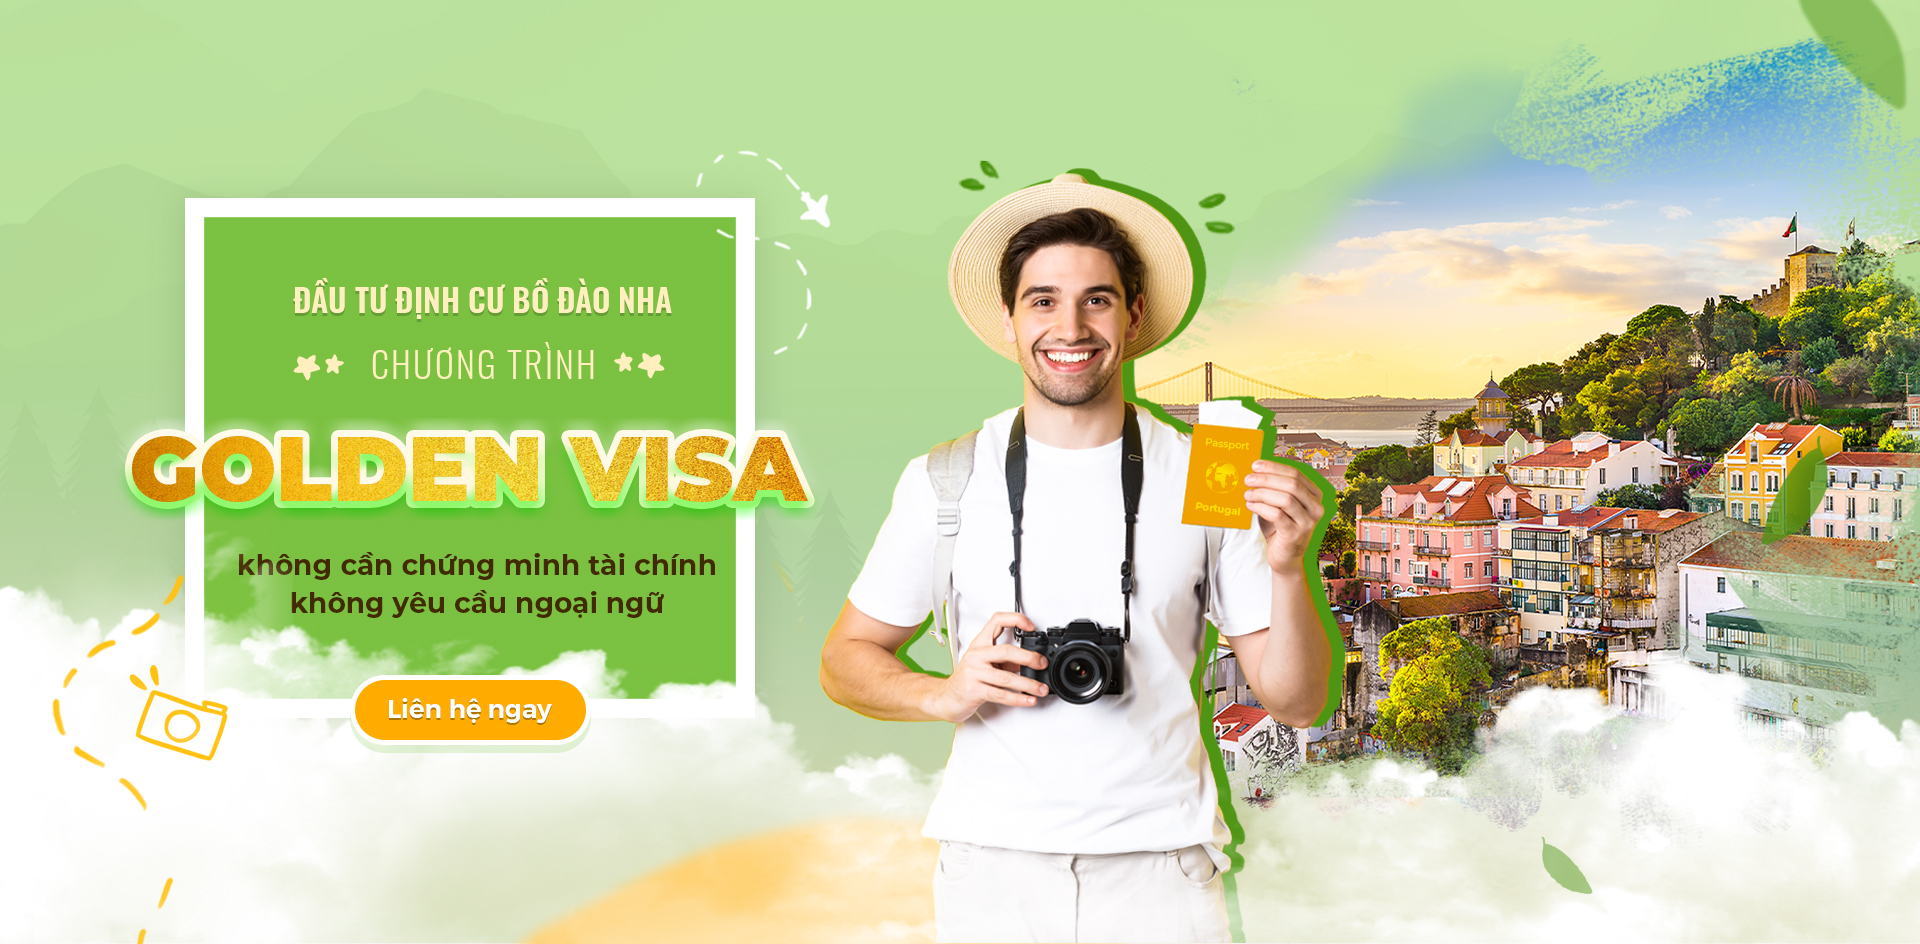 ĐẦU TƯ ĐỊNH CƯ BỒ ĐÀO NHA
CHƯƠNG TRÌNH
GOLDEN VISA
không cần chứng minh tài chính
không yêu cầu ngoại ngữ
Liên hệ ngay
Passport
Portugal